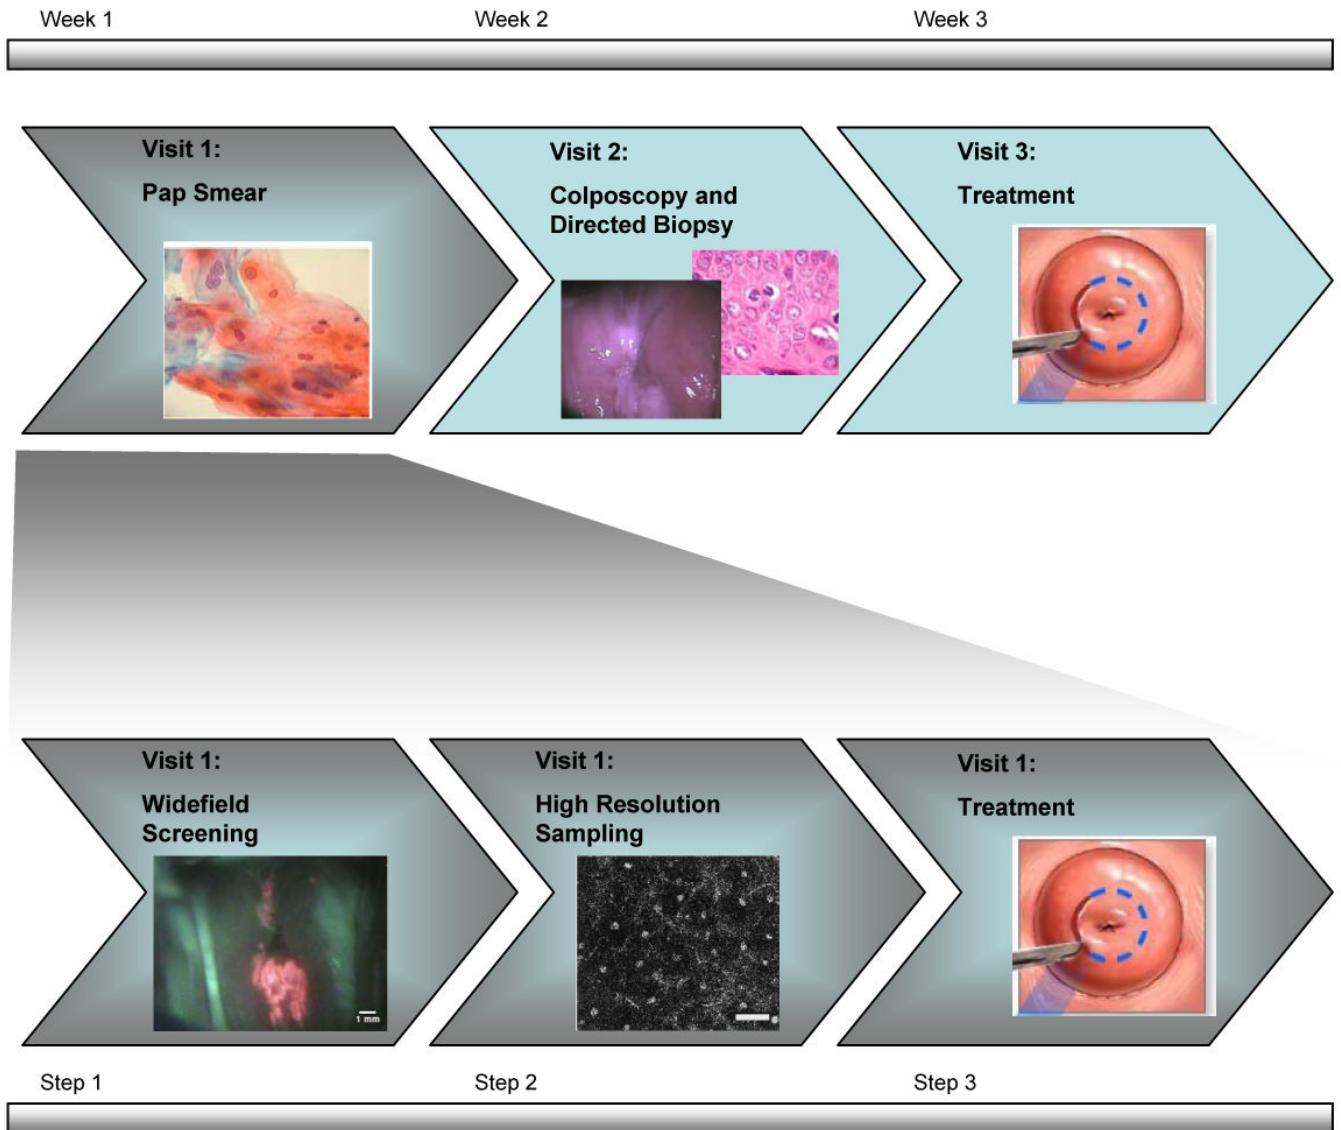 Week 1
Week 2
Week 3
Visit 1:
Pap Smear
Visit 2:
Colposcopy and
Directed Biopsy
Visit 3:
Treatment
Visit 1:
Widefield
Screening
1 mm
Visit 1:
High Resolution
Sampling
Visit 1:
Treatment
Step 1
Step 2
Step 3